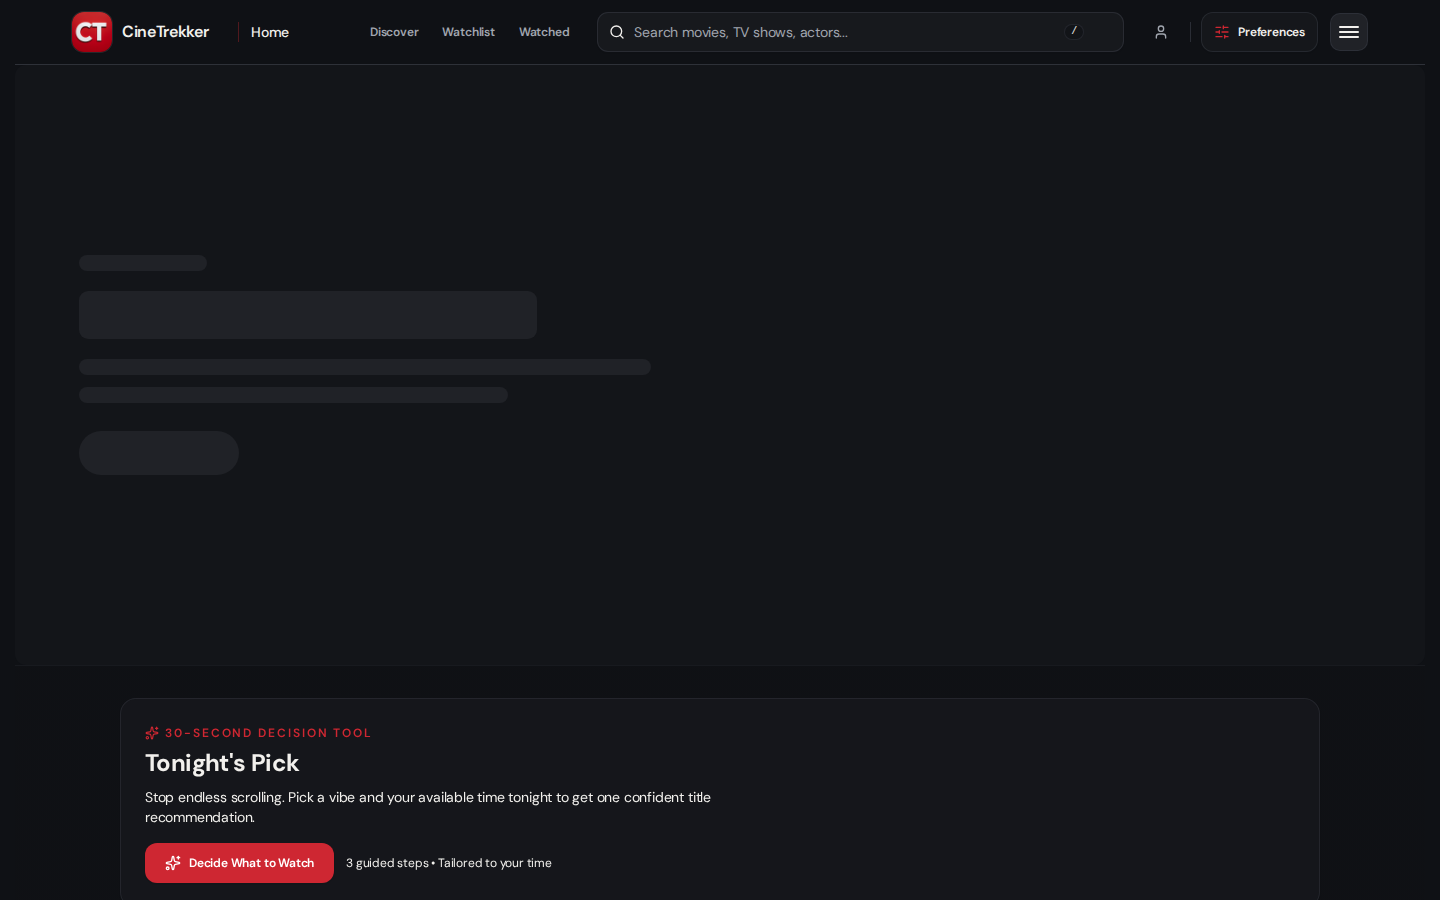 CT CineTrekker Home Discover Watchlist Watched Search movies, TV shows, actors... / Preferences
30-SECOND DECISION TOOL
Tonight's Pick
Stop endless scrolling. Pick a vibe and your available time tonight to get one confident title
recommendation.
Decide What to Watch 3 guided steps • Tailored to your time